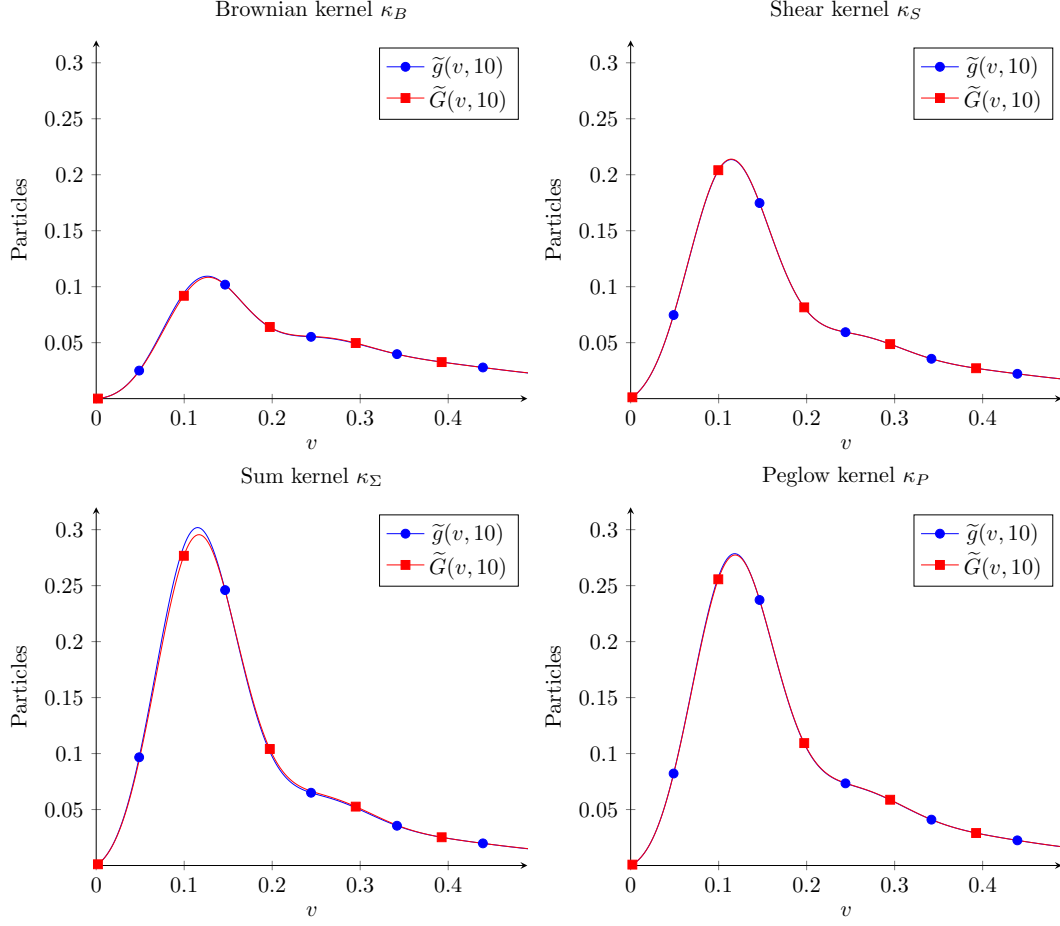 Brownian kernel κ_B
Particles
0.3
0.25
0.2
0.15
0.1
0.05
0 0.1 0.2 0.3 0.4
v
g̃(v, 10)
G̃(v, 10)
Shear kernel κ_S
Particles
0.3
0.25
0.2
0.15
0.1
0.05
0 0.1 0.2 0.3 0.4
v
g̃(v, 10)
G̃(v, 10)
Sum kernel κ_Σ
Particles
0.3
0.25
0.2
0.15
0.1
0.05
0 0.1 0.2 0.3 0.4
v
g̃(v, 10)
G̃(v, 10)
Peglow kernel κ_P
Particles
0.3
0.25
0.2
0.15
0.1
0.05
0 0.1 0.2 0.3 0.4
v
g̃(v, 10)
G̃(v, 10)